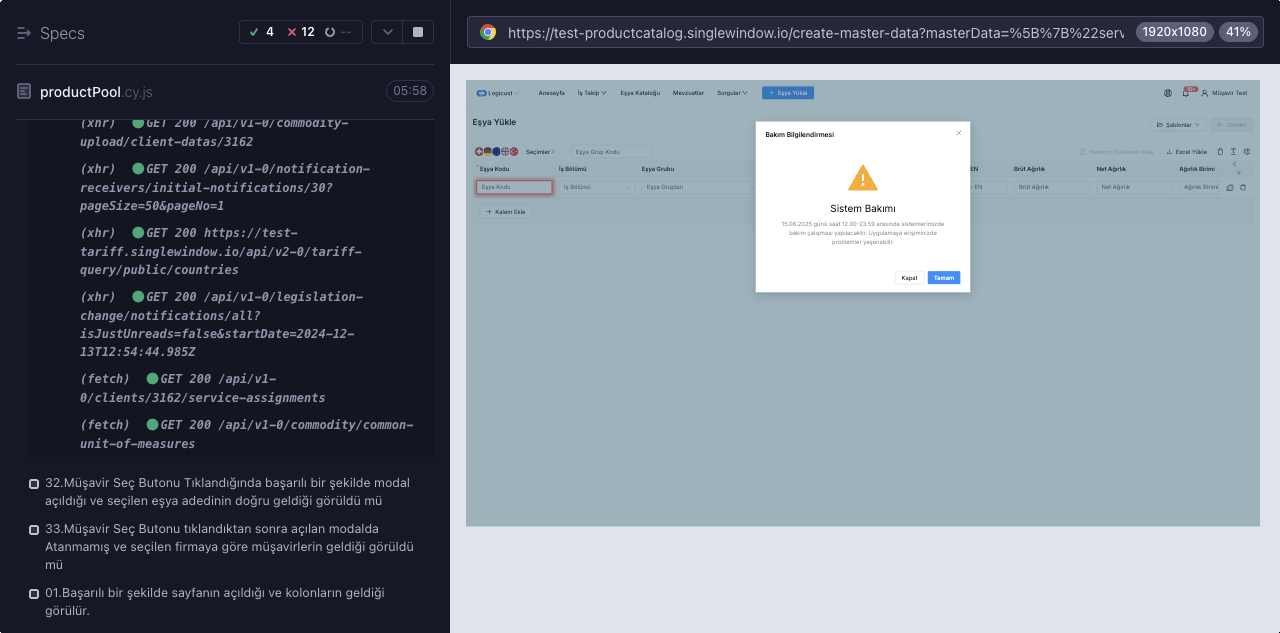 Specs
4
12
--
productPool.cy.js
05:58
(xhr) GET 200 /api/v1-0/commodity-
upload/client-datas/3162
(xhr) GET 200 /api/v1-0/notification-
receivers/initial-notifications/30?
pageSize=50&pageNo=1
(xhr) GET 200 https://test-
tariff.singlewindow.io/api/v2-0/tariff-
query/public/countries
(xhr) GET 200 /api/v1-0/legislation-
change/notifications/all?
isJustUnreads=false&startDate=2024-12-
13T12:54:44.985Z
(fetch) GET 200 /api/v1-
0/clients/3162/service-assignments
(fetch) GET 200 /api/v1-0/commodity/common-
unit-of-measures
32.Müşavir Seç Butonu Tıklandığında başarılı bir şekilde modal
açıldığı ve seçilen eşya adedinin doğru geldiği görüldü mü
33.Müşavir Seç Butonu tıklandıktan sonra açılan modalda
Atanmamış ve seçilen firmaya göre müşavirlerin geldiği görüldü
mü
01.Başarılı bir şekilde sayfanın açıldığı ve kolonların geldiği
görülür.
https://test-productcatalog.singlewindow.io/create-master-data?masterData=%5B%7B%22serv
1920x1080
41%
Logicust
Anasayfa
İş Takip
Eşya Kataloğu
Mevzuatlar
Sorgular
+ Eşya Yükle
Müşavir Test
Eşya Yükle
Şablonlar
Gönder
Seçimler
Eşya Grup Kodu
Excel Yükle
Eşya Kodu
İş Bölümü
Eşya Grubu
EN
Brüt Ağırlık
Net Ağırlık
Ağırlık Birimi
Eşya Kodu
İş Bölümü
Eşya Grupları
- EN
Brüt Ağırlık
Net Ağırlık
Ağırlık Birimi
+ Kalem Ekle
Bakım Bilgilendirmesi
Sistem Bakımı
15.06.2025 günü saat 12.00-23.59 arasında sistemlerimizde
bakım çalışması yapılacaktır. Uygulamaya erişiminizde
problemler yaşanabilir.
Kapat
Tamam